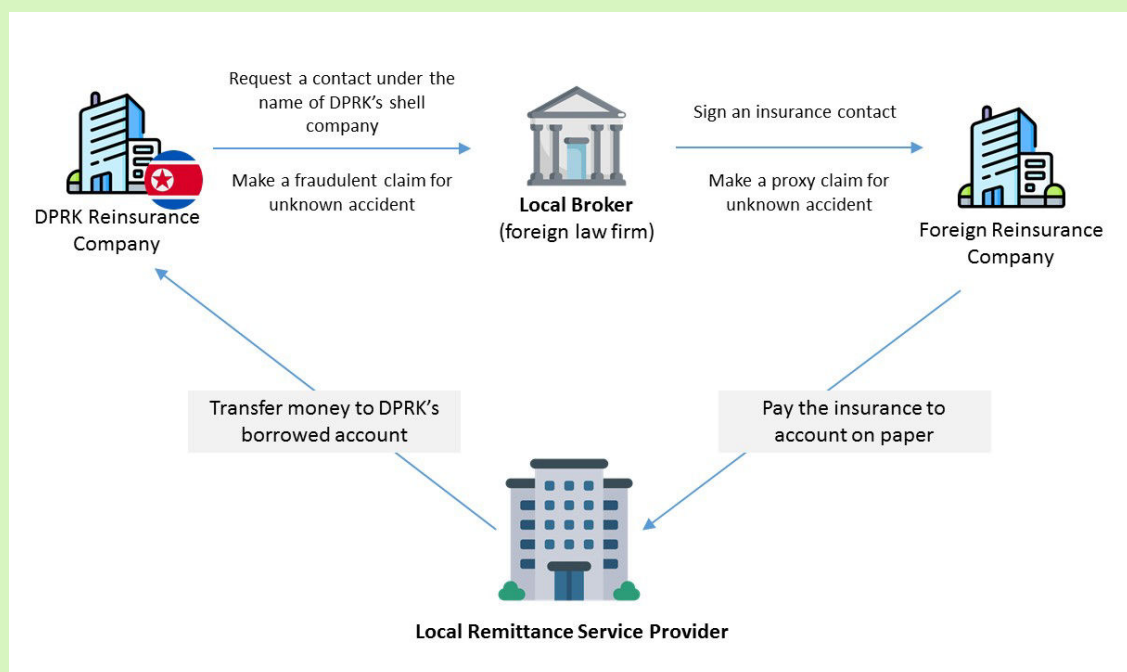 Request a contact under the
name of DPRK's shell
company
Make a fraudulent claim for
unknown accident
Sign an insurance contact
Make a proxy claim for
unknown accident
DPRK Reinsurance
Company
Local Broker
(foreign law firm)
Foreign Reinsurance
Company
Transfer money to DPRK's
borrowed account
Pay the insurance to
account on paper
Local Remittance Service Provider